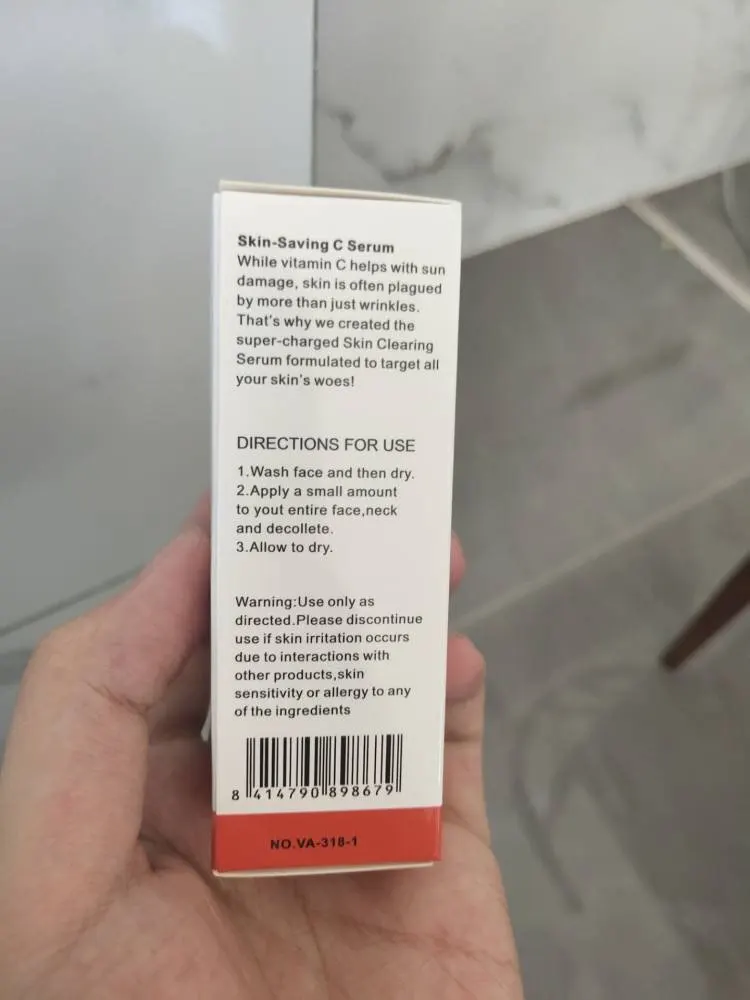 Skin-Saving C Serum
While vitamin C helps with sun
damage, skin is often plagued
by more than just wrinkles.
That's why we created the
super-charged Skin Clearing
Serum formulated to target all
your skin's woes!
DIRECTIONS FOR USE
1.Wash face and then dry.
2.Apply a small amount
to yout entire face,neck
and decollete.
3.Allow to dry.
Warning:Use only as
directed.Please discontinue
use if skin irritation occurs
due to interactions with
other products,skin
sensitivity or allergy to any
of the ingredients
8 414790 898679
NO.VA-318-1